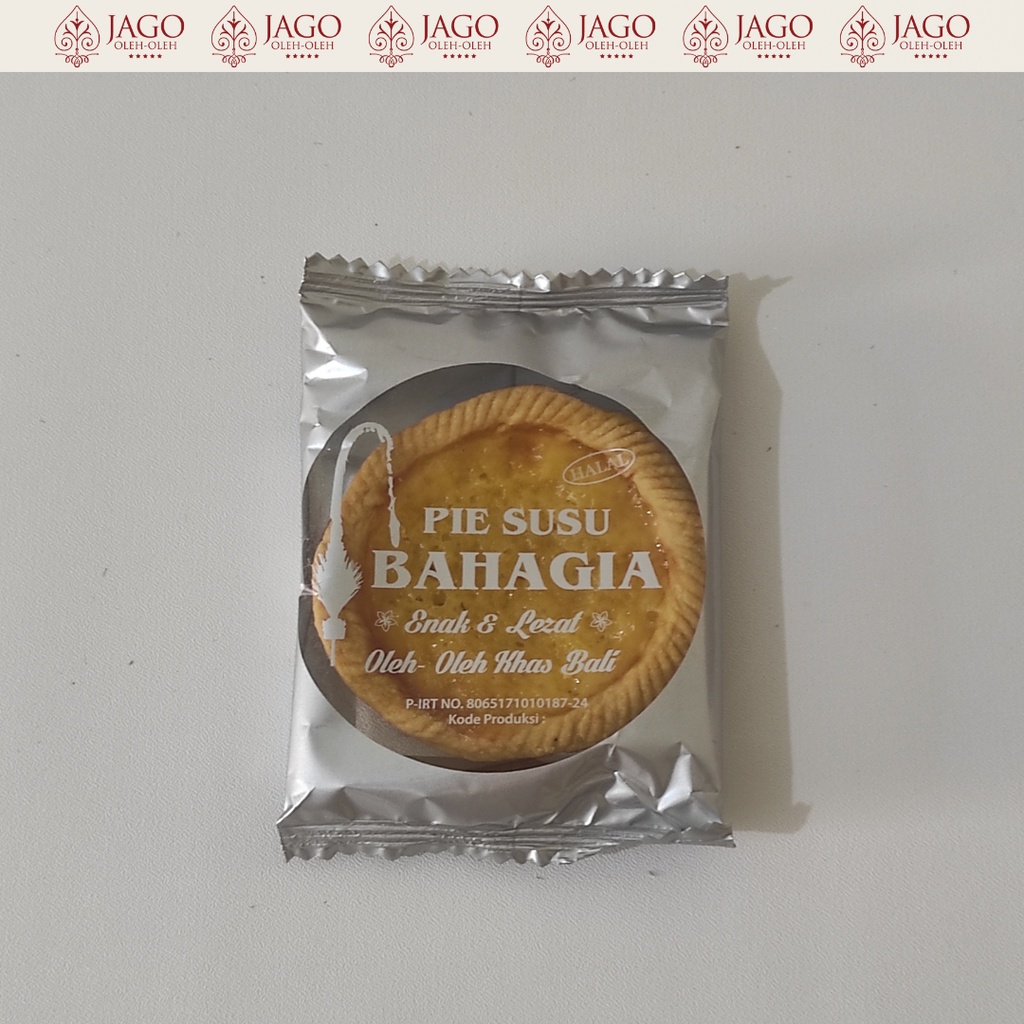 JAGO JAGO JAGO JAGO JAGO JAGO
OLEH-OLEH OLEH-OLEH OLEH-OLEH OLEH-OLEH OLEH-OLEH OLEH-OLEH
HALAL
PIE SUSU
BAHAGIA
Enak & Lezat
Oleh- Oleh Khas Bali
P-IRT NO. 8065171010187-24
Kode Produksi :